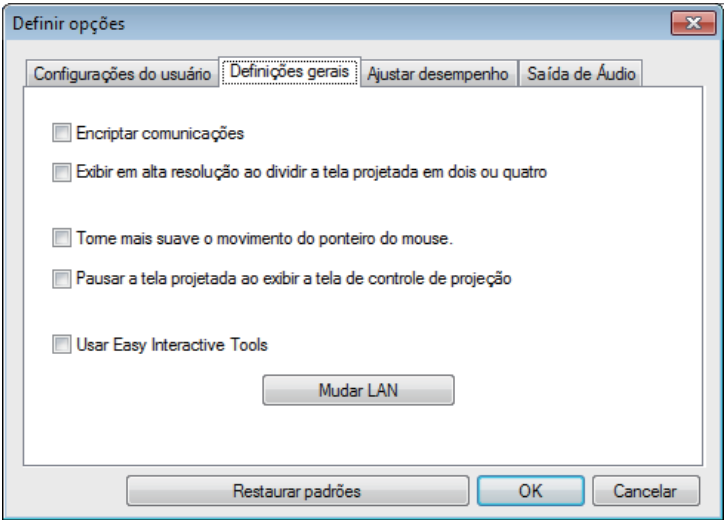 Definir opções
Configurações do usuário Definições gerais Ajustar desempenho Saída de Áudio
Encriptar comunicações
Exibir em alta resolução ao dividir a tela projetada em dois ou quatro
Torne mais suave o movimento do ponteiro do mouse.
Pausar a tela projetada ao exibir a tela de controle de projeção
Usar Easy Interactive Tools
Mudar LAN
Restaurar padrões OK Cancelar